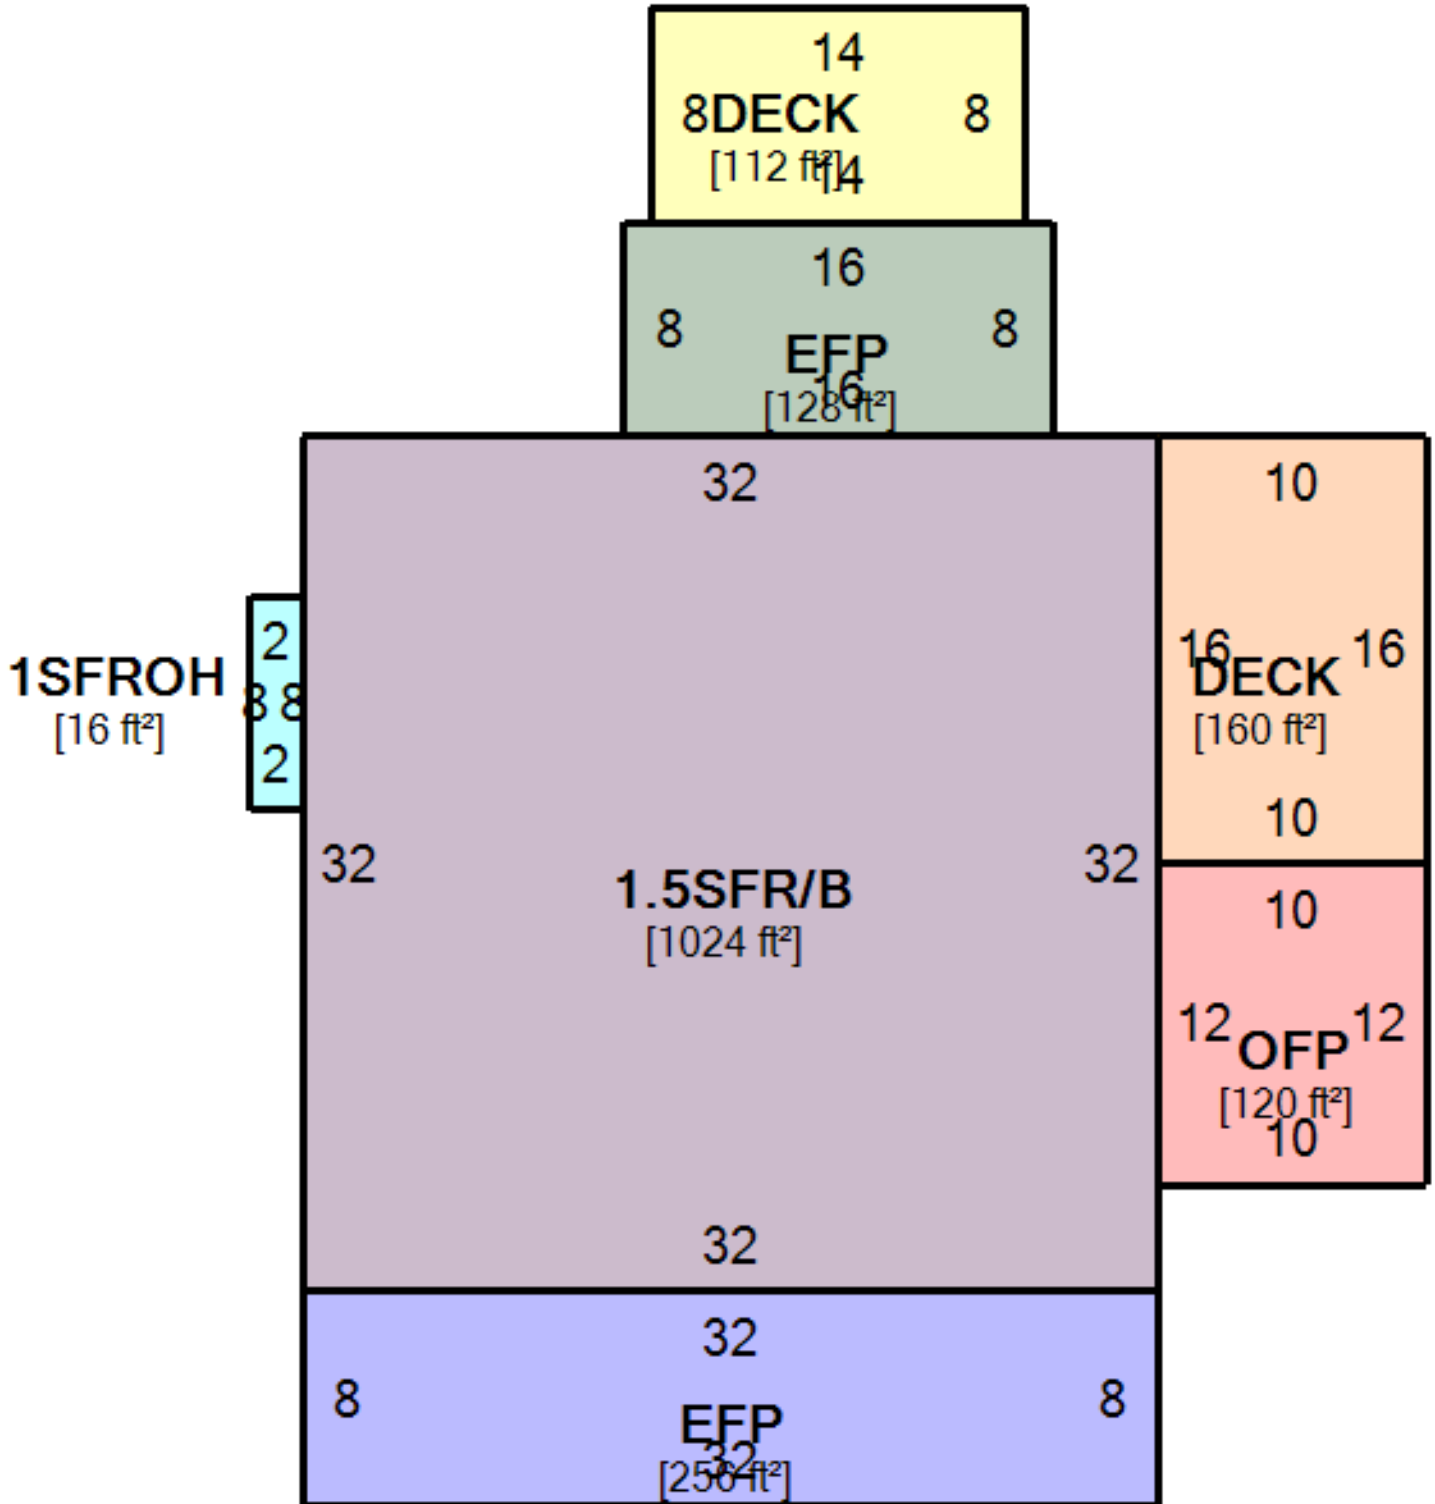 14
8 DECK 8
[112 ft²]
14
16
8 8
EFP
16
[128 ft²]
32 10
2
16 16
1SFROH DECK
8 8
[16 ft²] [160 ft²]
2
10
32 32
1.5SFR/B 10
[1024 ft²]
12 12
OFP
[120 ft²]
10
32
32
8 8
EFP
32
[256 ft²]